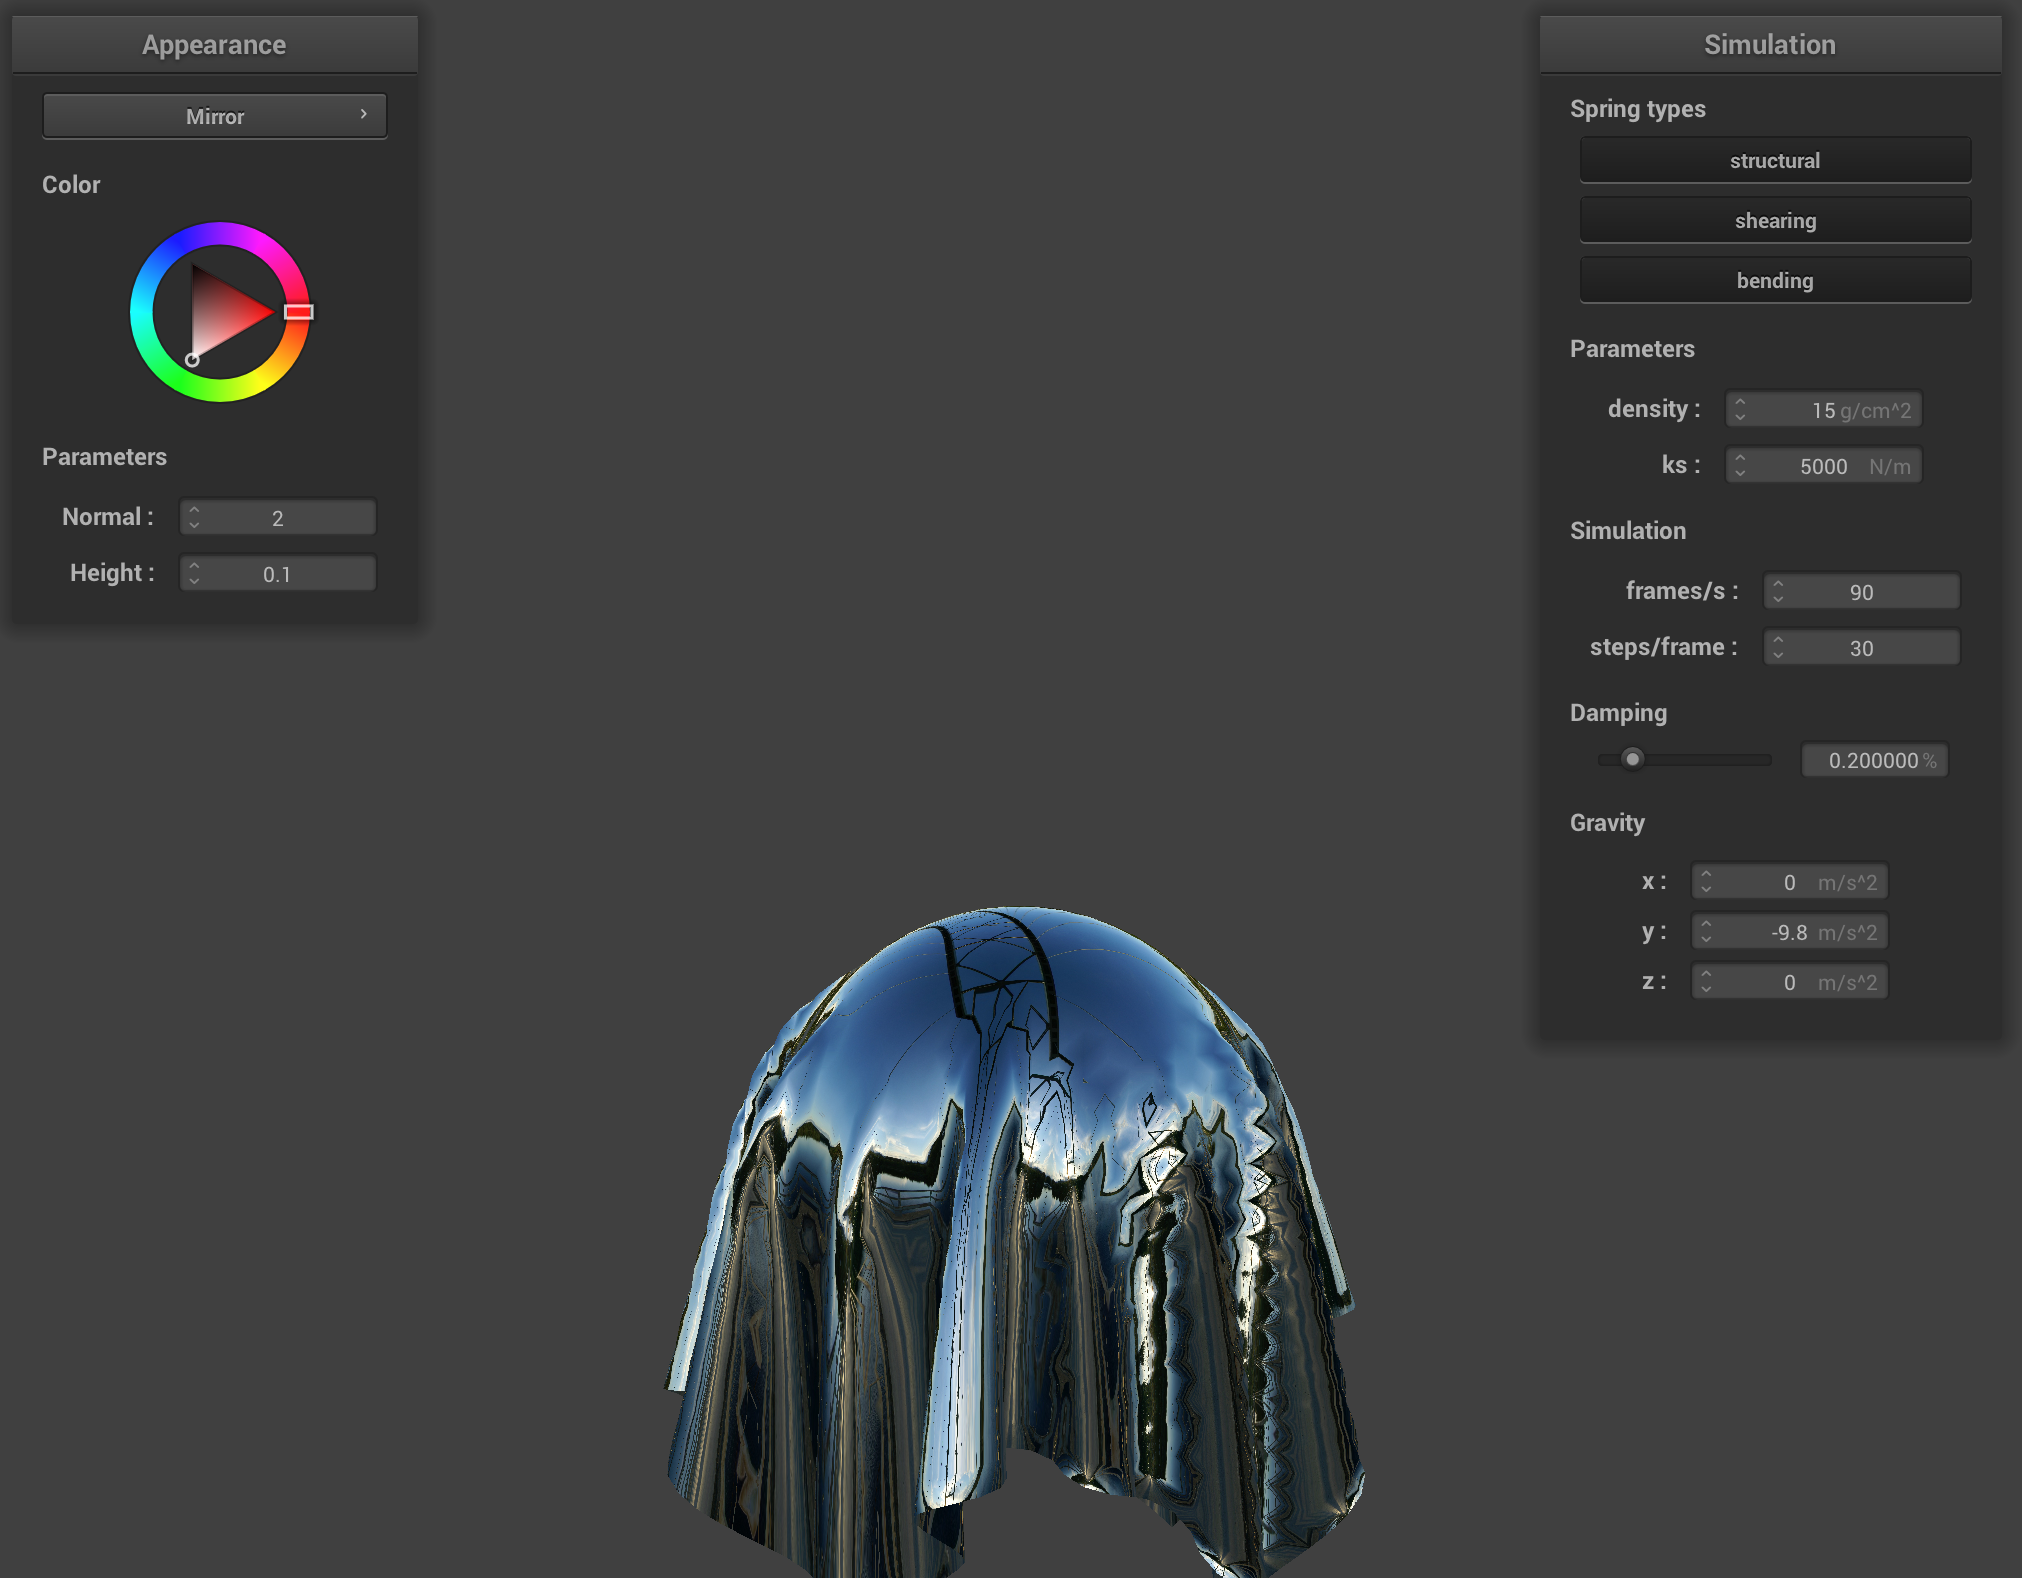 Appearance
Mirror
Color
Parameters
Normal : 2
Height : 0.1
Simulation
Spring types
structural
shearing
bending
Parameters
density : 15 g/cm^2
ks : 5000 N/m
Simulation
frames/s : 90
steps/frame : 30
Damping
0.200000 %
Gravity
x : 0 m/s^2
y : -9.8 m/s^2
z : 0 m/s^2